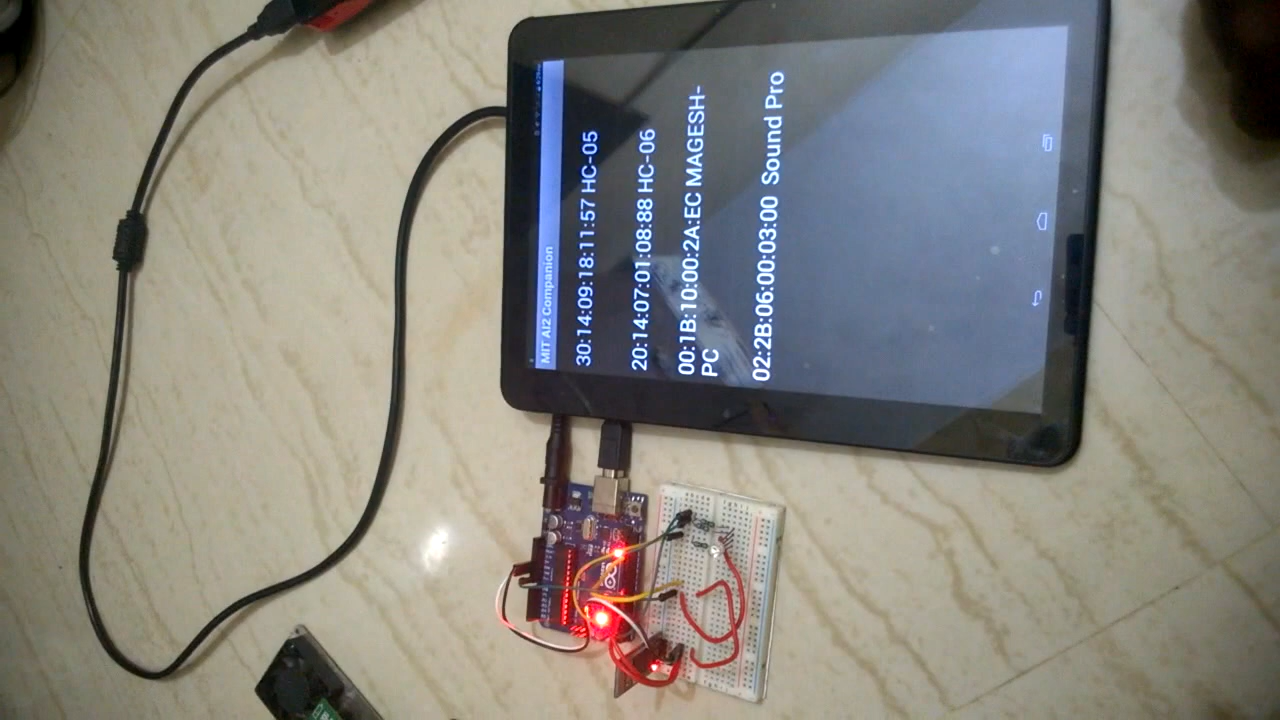 MIT AI2 Companion
30:14:09:18:11:57 HC-05
20:14:07:01:08:88 HC-06
00:1B:10:00:2A:EC MAGESH-
PC
02:2B:06:00:03:00 Sound Pro